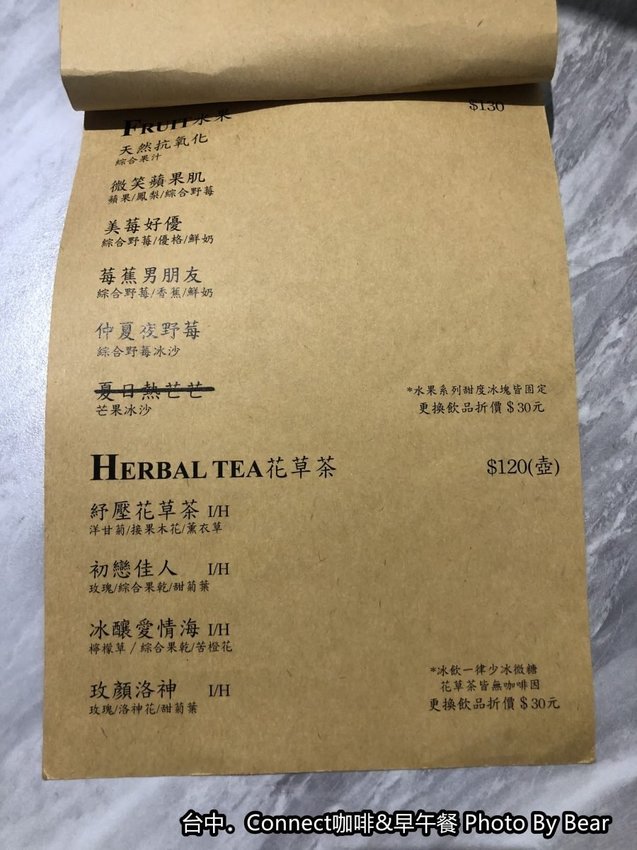 FRUIT水果 $130
天然抗氧化
綜合果汁
微笑蘋果肌
蘋果/鳳梨/綜合野莓
美莓好優
綜合野莓/優格/鮮奶
莓蕉男朋友
綜合野莓/香蕉/鮮奶
仲夏夜野莓
綜合野莓冰沙
夏日熱芒芒
芒果冰沙
*水果系列甜度冰塊皆固定
更換飲品折價$30元
HERBAL TEA花草茶 $120(壺)
紓壓花草茶 I/H
洋甘菊/接果木花/薰衣草
初戀佳人 I/H
玫瑰/綜合果乾/甜菊葉
冰釀愛情海 I/H
檸檬草/綜合果乾/苦橙花
玫顏洛神 I/H
玫瑰/洛神花/甜菊葉
*冰飲一律少冰微糖
花草茶皆無咖啡因
更換飲品折價$30元
台中．Connect咖啡&早午餐 Photo By Bear